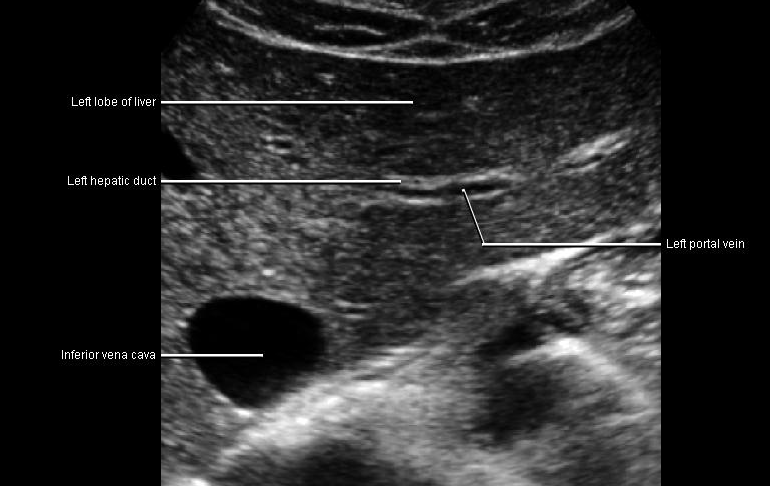 Left lobe of liver
Left hepatic duct
Left portal vein
Inferior vena cava